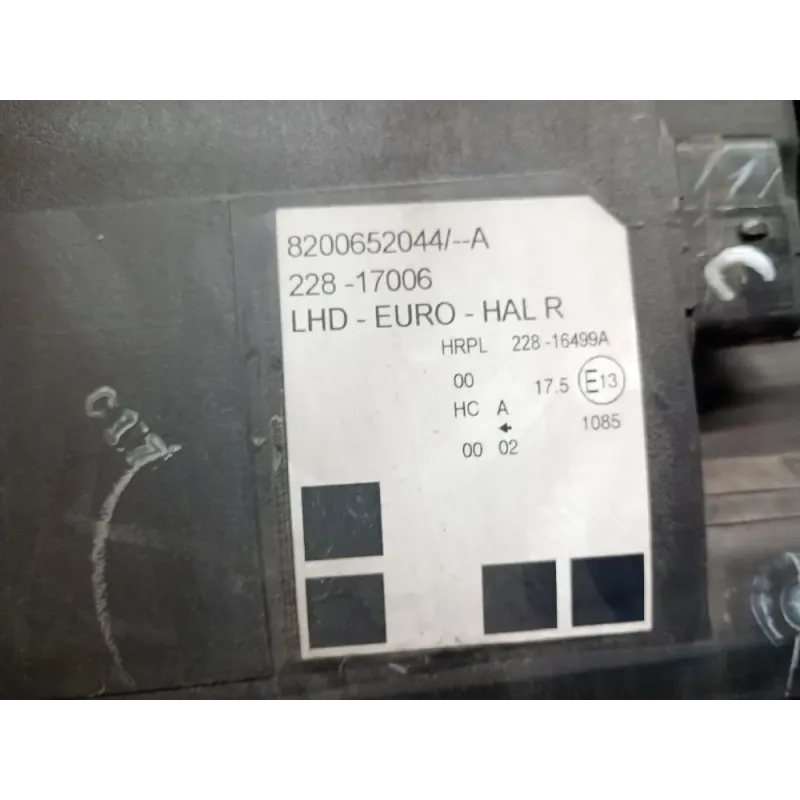 8200652044/--A
228 -17006
LHD - EURO - HAL R
HRPL 228 -16499A
00 17.5 E13
HC A
1085
00 02